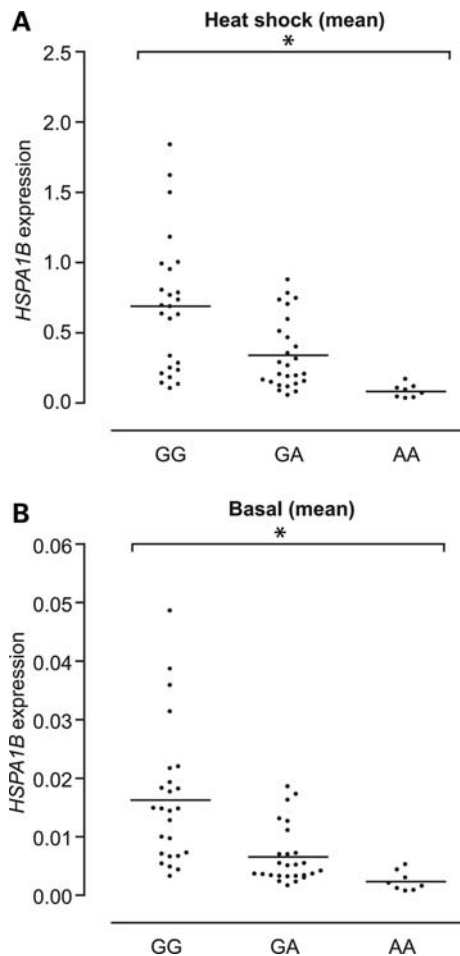 A
Heat shock (mean)
*
2.5
2.0
1.5
1.0
0.5
0.0
HSPA1B expression
GG GA AA
B
Basal (mean)
*
0.06
0.05
0.04
0.03
0.02
0.01
0.00
HSPA1B expression
GG GA AA